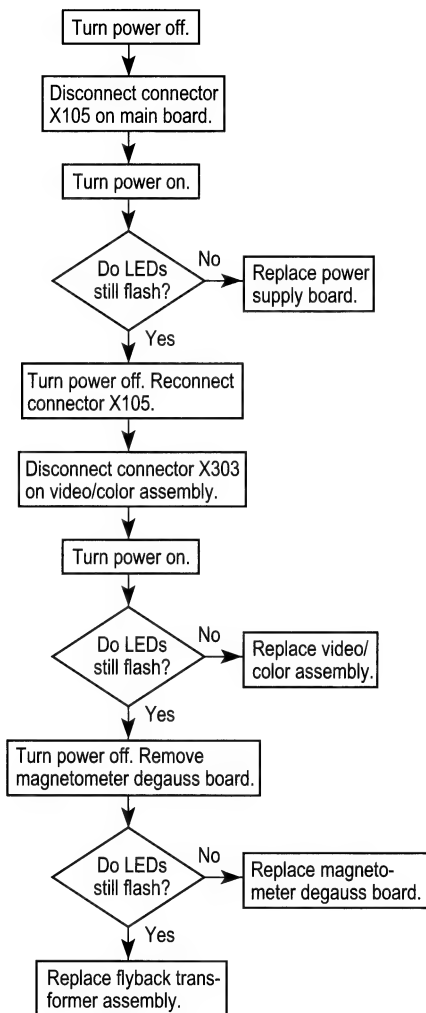 Turn power off.
Disconnect connector
X105 on main board.
Turn power on.
Do LEDs
still flash?
No
Replace power
supply board.
Yes
Turn power off. Reconnect
connector X105.
Disconnect connector X303
on video/color assembly.
Turn power on.
Do LEDs
still flash?
No
Replace video/
color assembly.
Yes
Turn power off. Remove
magnetometer degauss board.
Do LEDs
still flash?
No
Replace magneto-
meter degauss board.
Yes
Replace flyback trans-
former assembly.